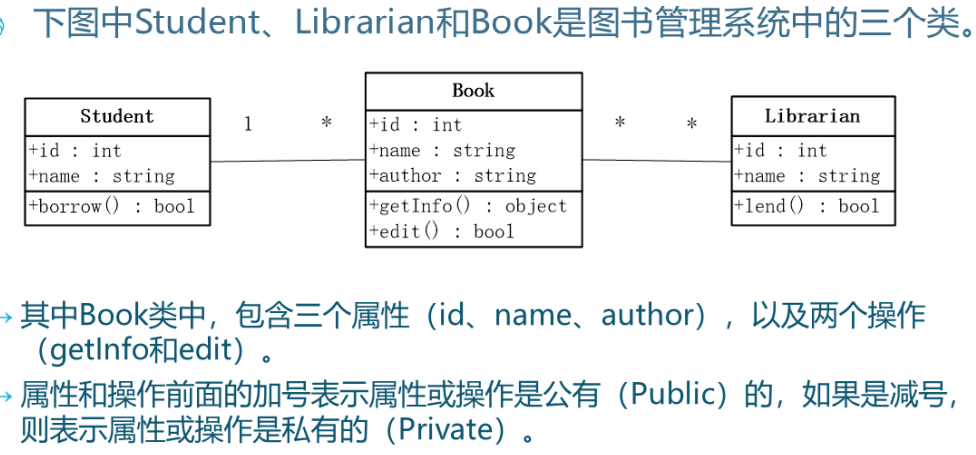 下图中Student、Librarian和Book是图书管理系统中的三个类。
Student
+id : int
+name : string
+borrow() : bool
1 *
Book
+id : int
+name : string
+author : string
+getInfo() : object
+edit() : bool
* *
Librarian
+id : int
+name : string
+lend() : bool
其中Book类中，包含三个属性（id、name、author），以及两个操作
（getInfo和edit）。
属性和操作前面的加号表示属性或操作是公有（Public）的，如果是减号，
则表示属性或操作是私有的（Private）。